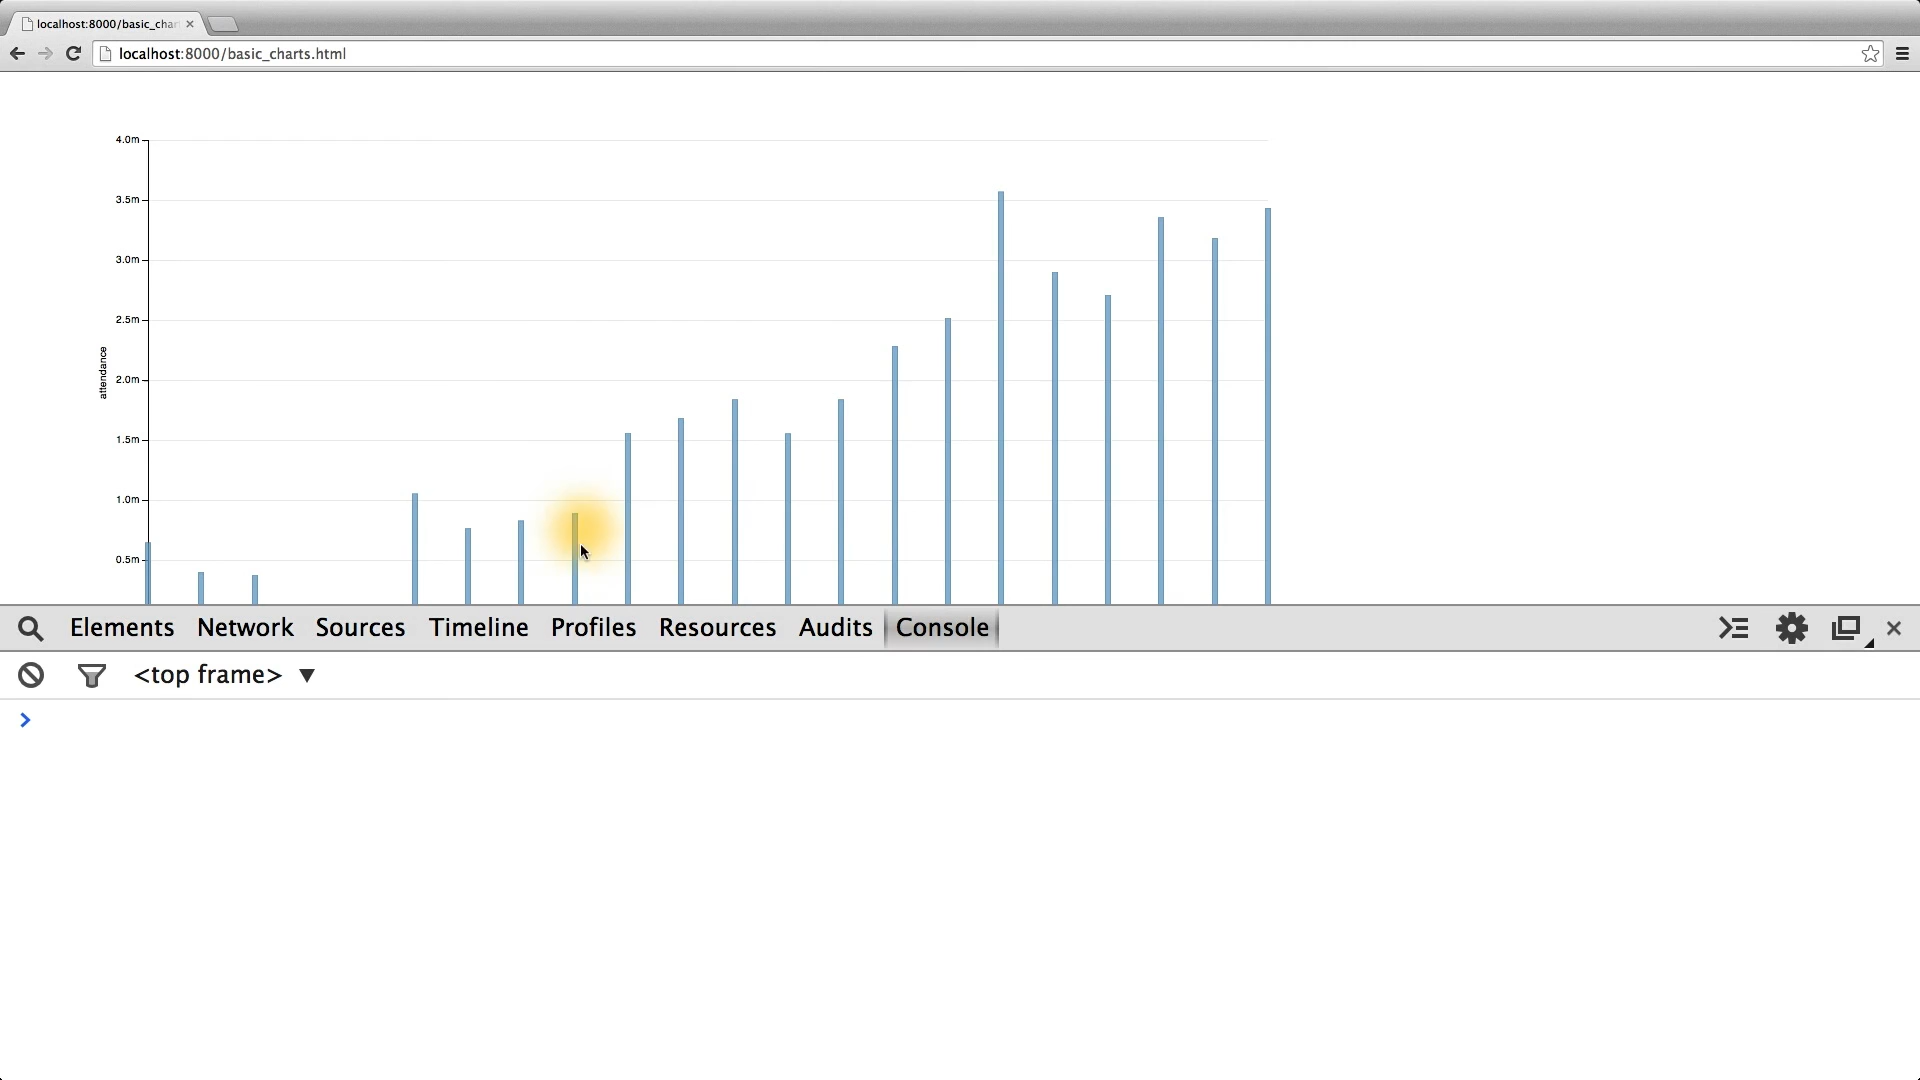 localhost:8000/basic_char
localhost:8000/basic_charts.html
4.0m
3.5m
3.0m
2.5m
attendance
2.0m
1.5m
1.0m
0.5m
Elements Network Sources Timeline Profiles Resources Audits Console
<top frame> ▼
>